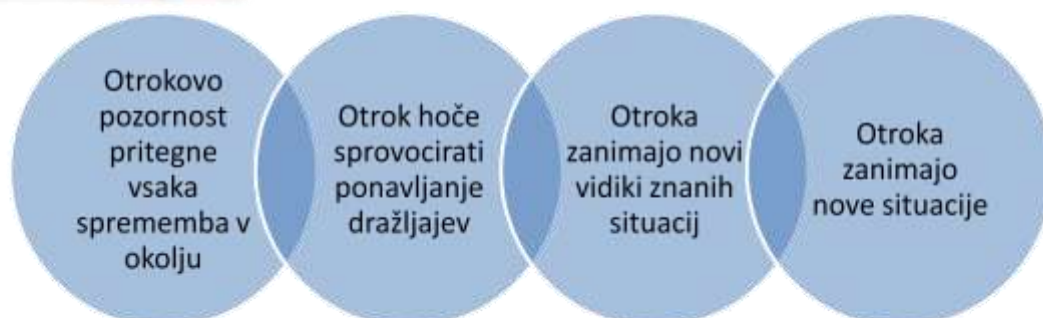 Otrokovo
pozornost
pritegne
vsaka
sprememba v
okolju
Otrok hoče
sprovocirati
ponavljanje
dražljajev
Otroka
zanimajo novi
vidiki znanih
situacij
Otroka
zanimajo
nove situacije